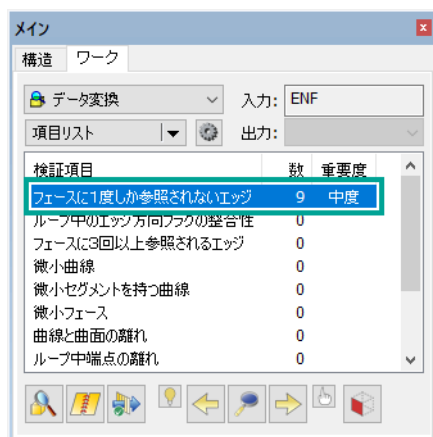 メイン
構造 ワーク
データ変換 入力: ENF
項目リスト 出力:
検証項目 数 重要度
フェースに1度しか参照されないエッジ 9 中度
ループ中のエッジ方向フラグの整合性 0
フェースに3回以上参照されるエッジ 0
微小曲線 0
微小セグメントを持つ曲線 0
微小フェース 0
曲線と曲面の離れ 0
ループ中端点の離れ 0